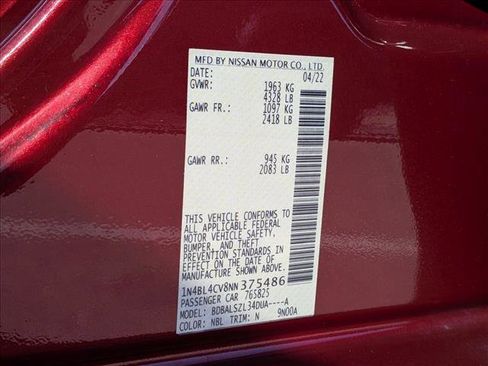 MFD BY NISSAN MOTOR CO., LTD.
DATE: 04/22
GVWR: 1963 KG
4328 LB
GAWR FR.: 1097 KG
2418 LB
GAWR RR.: 945 KG
2083 LB
THIS VEHICLE CONFORMS TO
ALL APPLICABLE FEDERAL
MOTOR VEHICLE SAFETY,
BUMPER, AND THEFT
PREVENTION STANDARDS IN
EFFECT ON THE DATE OF
MANUFACTURE SHOWN ABOVE.
1N4BL4CV8NN375486
PASSENGER CAR 765825
MODEL: BDBALSZL34DUA----A
COLOR: NBL TRIM: N 9N00A